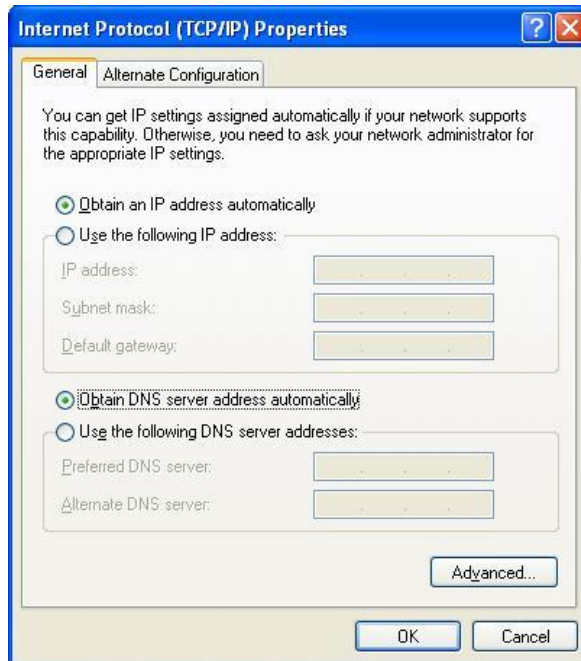 Internet Protocol (TCP/IP) Properties
General
Alternate Configuration
You can get IP settings assigned automatically if your network supports
this capability. Otherwise, you need to ask your network administrator for
the appropriate IP settings.
Obtain an IP address automatically
Use the following IP address:
IP address:
Subnet mask:
Default gateway:
Obtain DNS server address automatically
Use the following DNS server addresses:
Preferred DNS server:
Alternate DNS server:
Advanced...
OK
Cancel